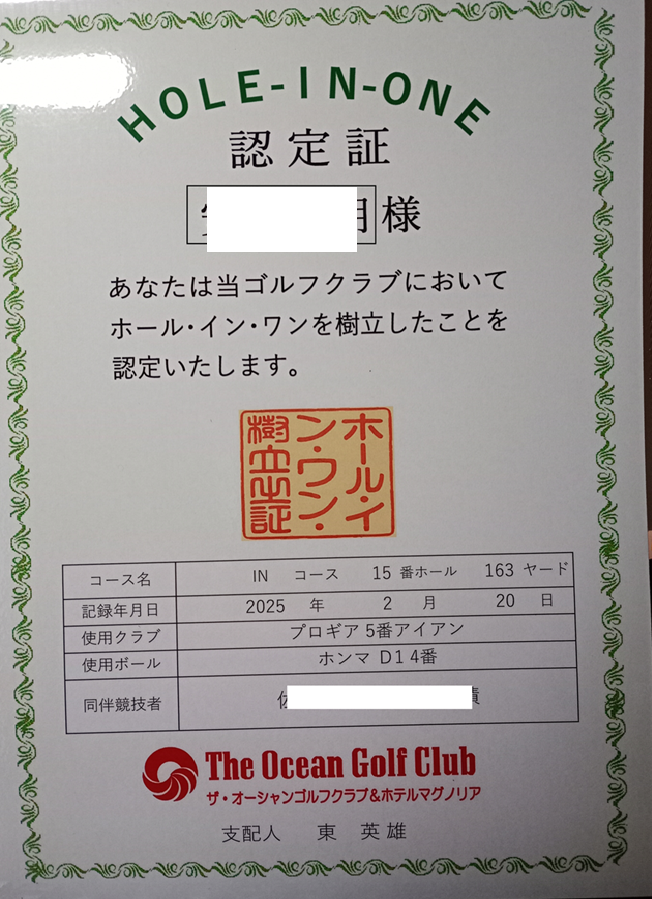 HOLE-IN-ONE
認定証
様
あなたは当ゴルフクラブにおいて
ホール・イン・ワンを樹立したことを
認定いたします。
ホール・イ
ン・ワン・
樹立之証
コース名 IN コース 15 番ホール 163 ヤード
記録年月日 2025 年 2 月 20 日
使用クラブ プロギア 5番アイアン
使用ボール ホンマ D1 4番
同伴競技者
The Ocean Golf Club
ザ・オーシャンゴルフクラブ&ホテルマグノリア
支配人 東 英雄